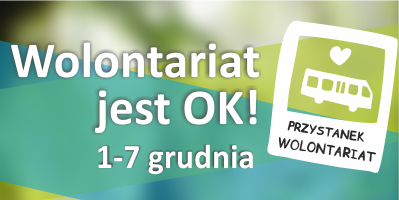 Wolontariat
jest OK!
1-7 grudnia
PRZYSTANEK
WOLONTARIAT